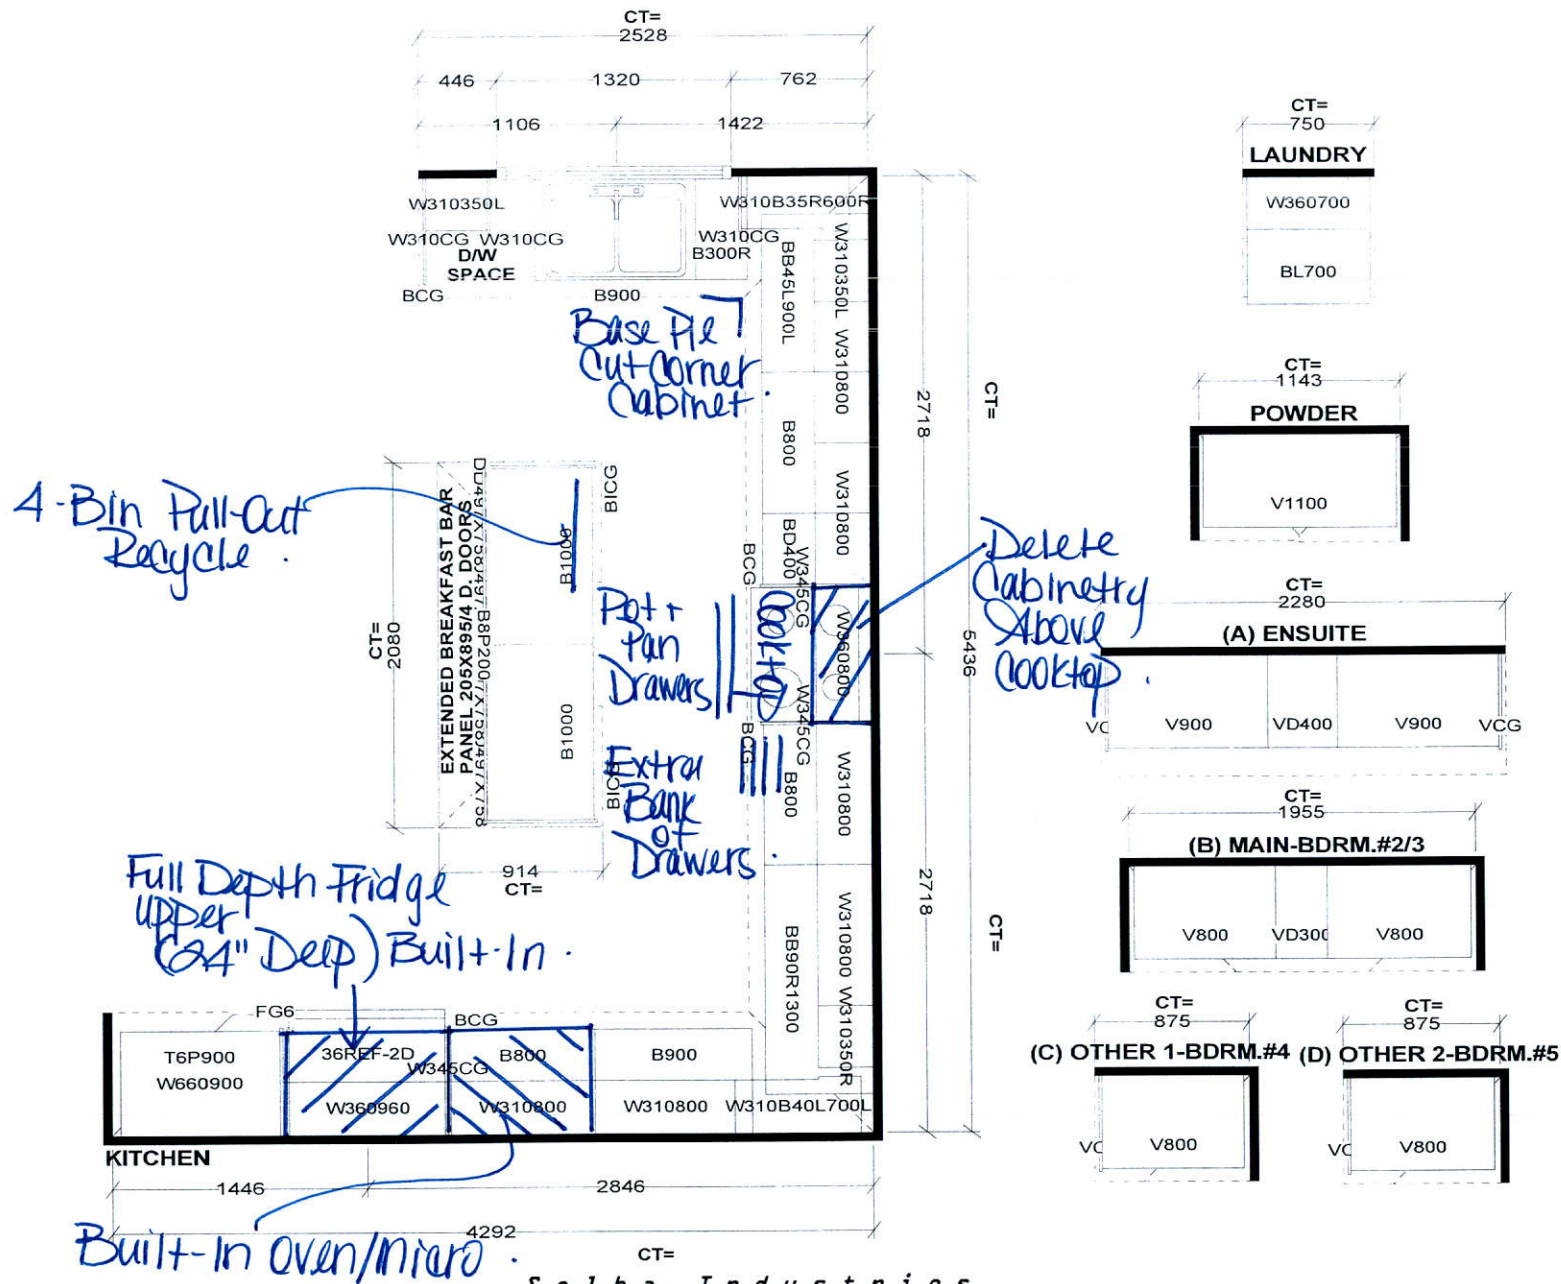 CT=
2528
446
1320
762
1106
1422
W310350L
W310B35R600R
W310CG
W310CG
W310CG
D/W
SPACE
B300R
BCG
B900
BB45L900L
W310350L
W310800
B800
W310800
BD400
W345CG
BCG
W360800
W345CG
BCG
B800
W310800
BB90R1300
W310800
W310350R
2718
2718
CT=
5436
CT=
Base Pie
Cut Corner
Cabinet.
4-Bin Pull-Out
Recycle.
CT=
2080
EXTENDED BREAKFAST BAR
PANEL 205X895/4 D. DOORS
BICG
B1000
B1000
BICG
914
CT=
Pot +
Pan
Drawers
Cooktop
Extra
Bank
of
Drawers.
Delete
Cabinetry
Above
Cooktop.
Full Depth Fridge
Upper
(24" Deep) Built-In.
FG6
BCG
T6P900
W660900
36REF-2D
W345CG
W360960
B800
W310800
B900
W310800
W310B40L700L
KITCHEN
1446
2846
4292
CT=
Built-In Oven/Micro.
Selba Industries
CT=
750
LAUNDRY
W360700
BL700
CT=
1143
POWDER
V1100
CT=
2280
(A) ENSUITE
VC
V900
VD400
V900
VCG
CT=
1955
(B) MAIN-BDRM.#2/3
V800
VD300
V800
CT=
875
(C) OTHER 1-BDRM.#4
VC
V800
CT=
875
(D) OTHER 2-BDRM.#5
VC
V800